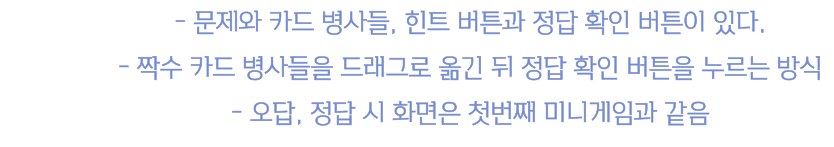 - 문제와 카드 병사들, 힌트 버튼과 정답 확인 버튼이 있다.
- 짝수 카드 병사들을 드래그로 옮긴 뒤 정답 확인 버튼을 누르는 방식
- 오답, 정답 시 화면은 첫번째 미니게임과 같음